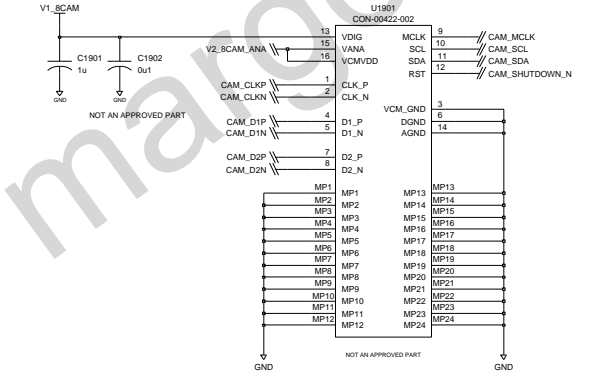 V1_8CAM
U1901
CON-00422-002
13 VDIG MCLK 9 CAM_MCLK
V2_8CAM_ANA 15 VANA SCL 10 CAM_SCL
16 VCMVDD SDA 11 CAM_SDA
RST 12 CAM_SHUTDOWN_N
C1901
1u
C1902
0u1
GND
GND
NOT AN APPROVED PART
CAM_CLKP 1 CLK_P
CAM_CLKN 2 CLK_N
VCM_GND 3
CAM_D1P 4 D1_P DGND 6
CAM_D1N 5 D1_N AGND 14
CAM_D2P 7 D2_P
CAM_D2N 8 D2_N
MP1 MP1 MP13 MP13
MP2 MP2 MP14 MP14
MP3 MP3 MP15 MP15
MP4 MP4 MP16 MP16
MP5 MP5 MP17 MP17
MP6 MP6 MP18 MP18
MP7 MP7 MP19 MP19
MP8 MP8 MP20 MP20
MP9 MP9 MP21 MP21
MP10 MP10 MP22 MP22
MP11 MP11 MP23 MP23
MP12 MP12 MP24 MP24
NOT AN APPROVED PART
GND
GND